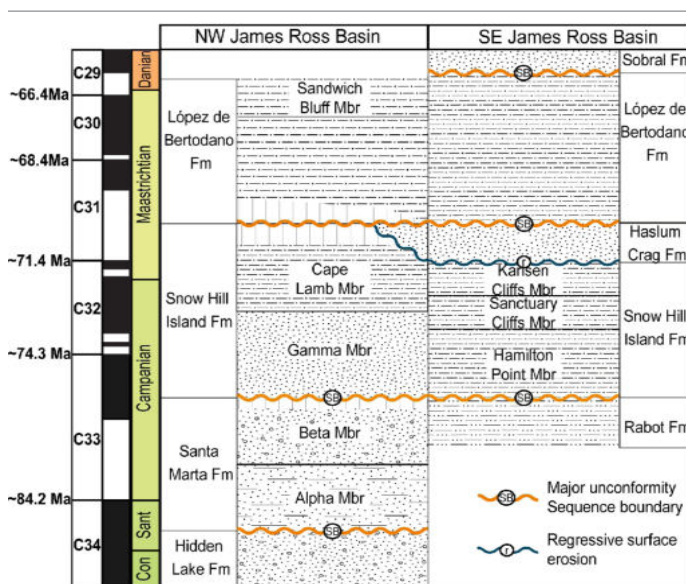 NW James Ross Basin
SE James Ross Basin
C29
~66.4Ma
C30
~68.4Ma
C31
~71.4Ma
C32
~74.3 Ma
C33
~84.2 Ma
C34
Danian
Maastrichtian
Campanian
Sant
Con
López de
Bertodano
Fm
Snow Hill
Island Fm
Santa
Marta Fm
Hidden
Lake Fm
Sandwich
Bluff Mbr
Cape
Lamb Mbr
Gamma Mbr
SB
Beta Mbr
Alpha Mbr
SB
SB
SB
r
Karlsen
Cliffs Mbr
Sanctuary
Cliffs Mbr
Hamilton
Point Mbr
SB
Sobral Fm
López de
Bertodano
Fm
Haslum
Crag Fm
Snow Hill
Island Fm
Rabot Fm
SB
Major unconformity
Sequence boundary
r
Regressive surface
erosion